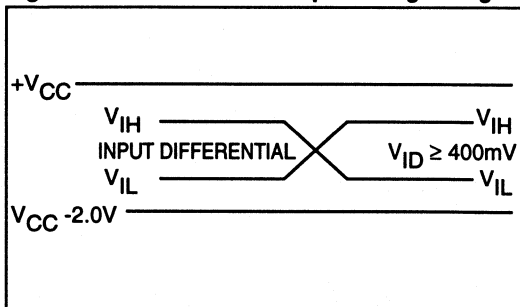 +VCC
VIH VIH
INPUT DIFFERENTIAL VID ≥ 400mV
VIL VIL
VCC -2.0V